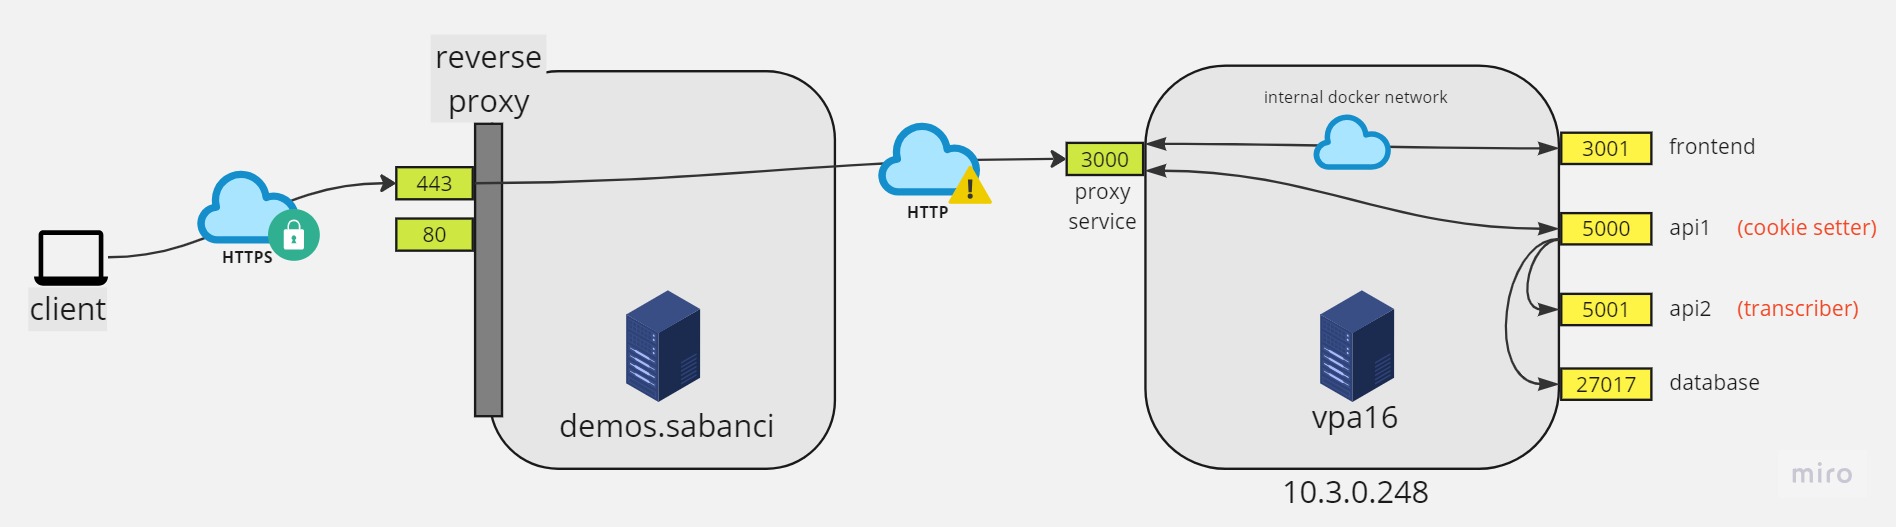 reverse
proxy
443
80
HTTPS
client
demos.sabanci
HTTP
3000
proxy
service
internal docker network
3001 frontend
5000 api1 (cookie setter)
5001 api2 (transcriber)
27017 database
vpa16
10.3.0.248
miro